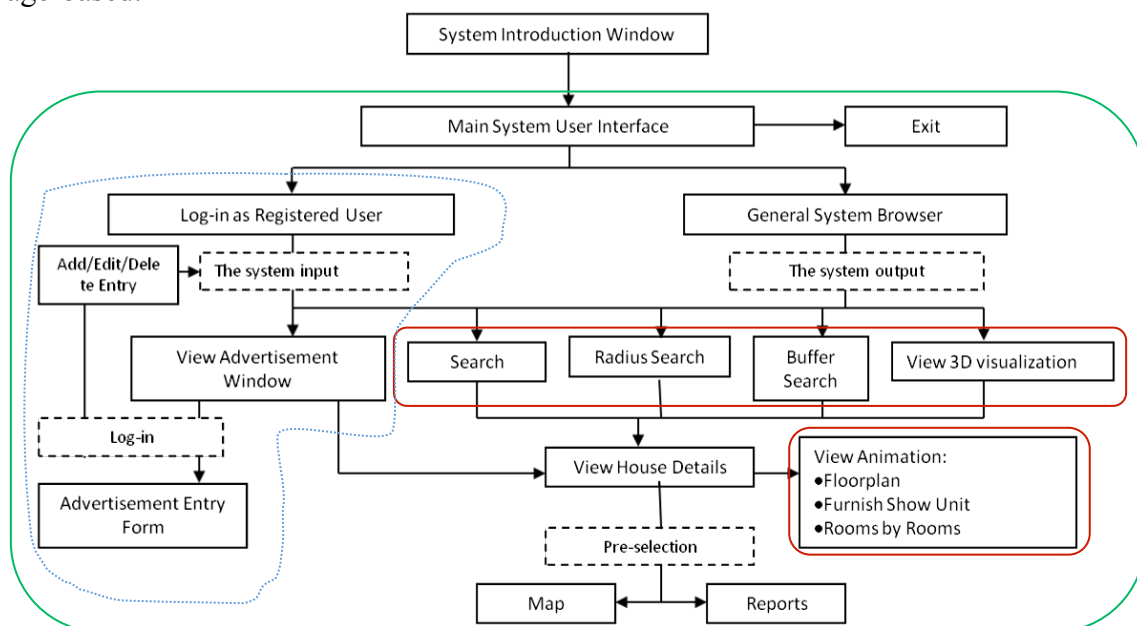 age-based.
System Introduction Window
Main System User Interface
Exit
Log-in as Registered User
General System Browser
Add/Edit/Dele
te Entry
The system input
The system output
View Advertisement
Window
Search
Radius Search
Buffer
Search
View 3D visualization
Log-in
View House Details
View Animation:
●Floorplan
●Furnish Show Unit
●Rooms by Rooms
Advertisement Entry
Form
Pre-selection
Map
Reports